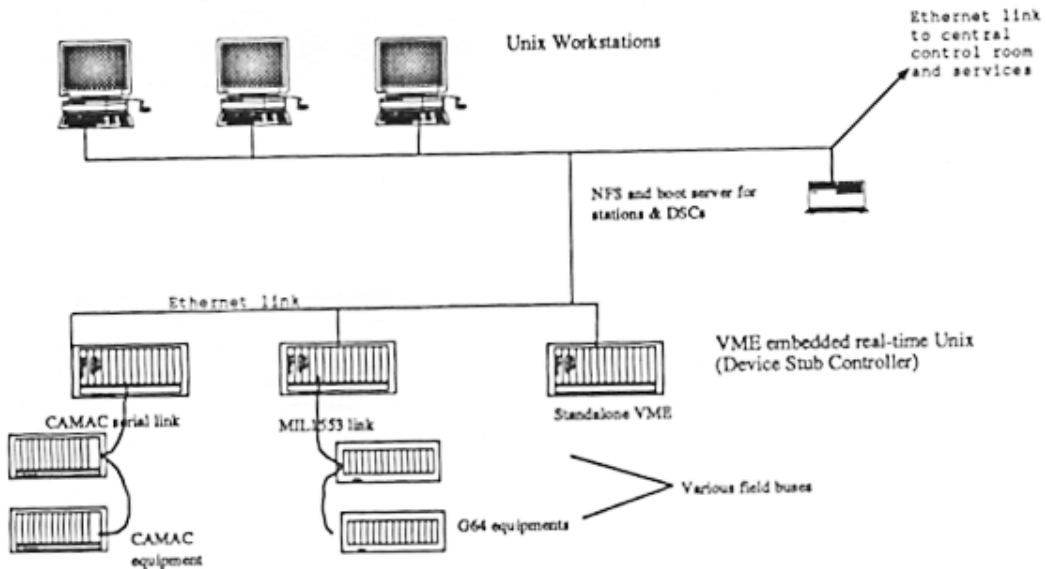 Ethernet link
to central
control room
and services
Unix Workstations
NFS and boot server for
stations & DSCs
Ethernet link
VME embedded real-time Unix
(Device Stub Controller)
CAMAC serial link
MIL1553 link
Standalone VME
Various field buses
G64 equipments
CAMAC
equipment